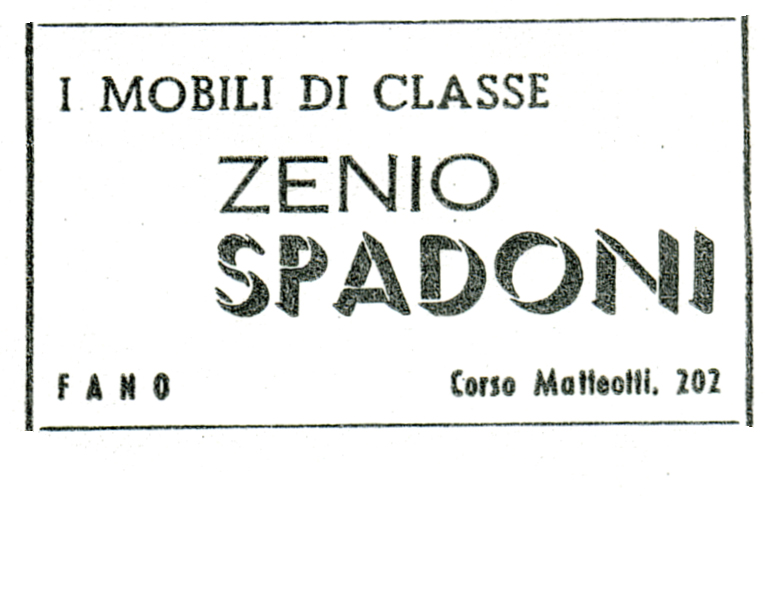 I MOBILI DI CLASSE
ZENIO
SPADONI
FANO
Corso Matteotti, 202